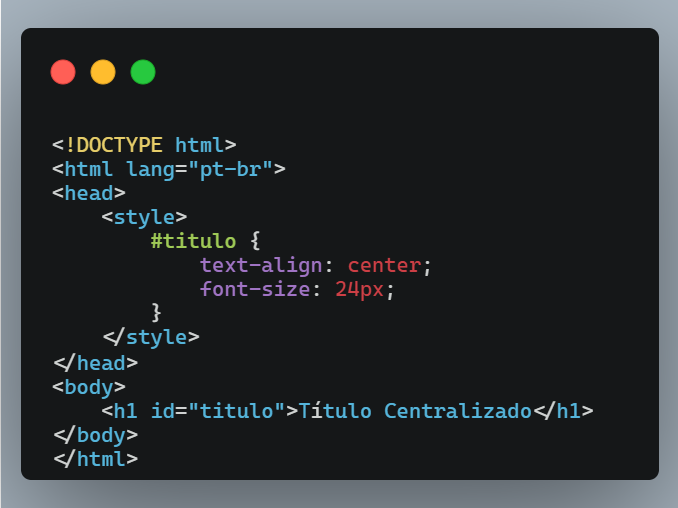 <!DOCTYPE html>
<html lang="pt-br">
<head>
    <style>
        #titulo {
            text-align: center;
            font-size: 24px;
        }
    </style>
</head>
<body>
    <h1 id="titulo">Título Centralizado</h1>
</body>
</html>